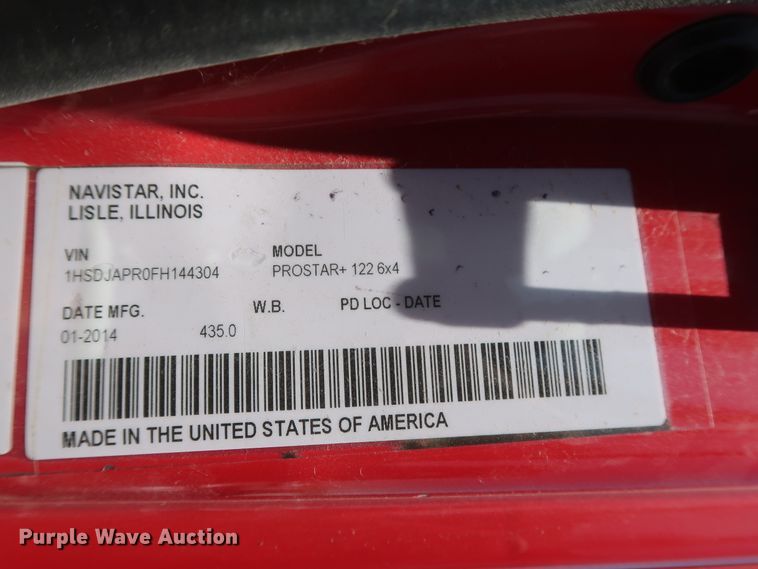 NAVISTAR, INC.
LISLE, ILLINOIS
VIN MODEL
1HSDJAPR0FH144304 PROSTAR+ 122 6x4
DATE MFG. W.B. PD LOC - DATE
01-2014 435.0
MADE IN THE UNITED STATES OF AMERICA
Purple Wave Auction